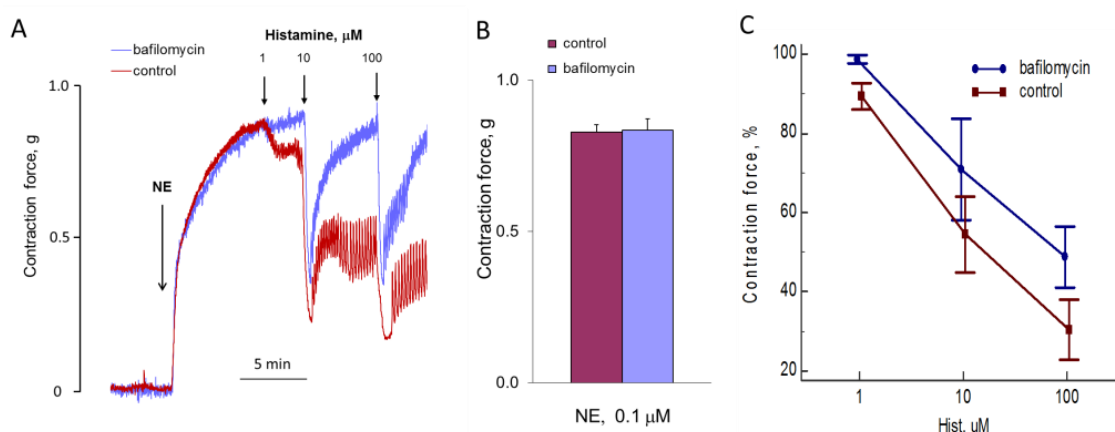 A
Histamine, μM
bafilomycin
control
1 10 100
1.0
NE
0.5
0
Contraction force, g
5 min
B
control
bafilomycin
1.0
0.5
0.0
Contraction force, g
NE, 0.1 μM
C
100
80
60
40
20
Contraction force, %
bafilomycin
control
1 10 100
Hist. uM